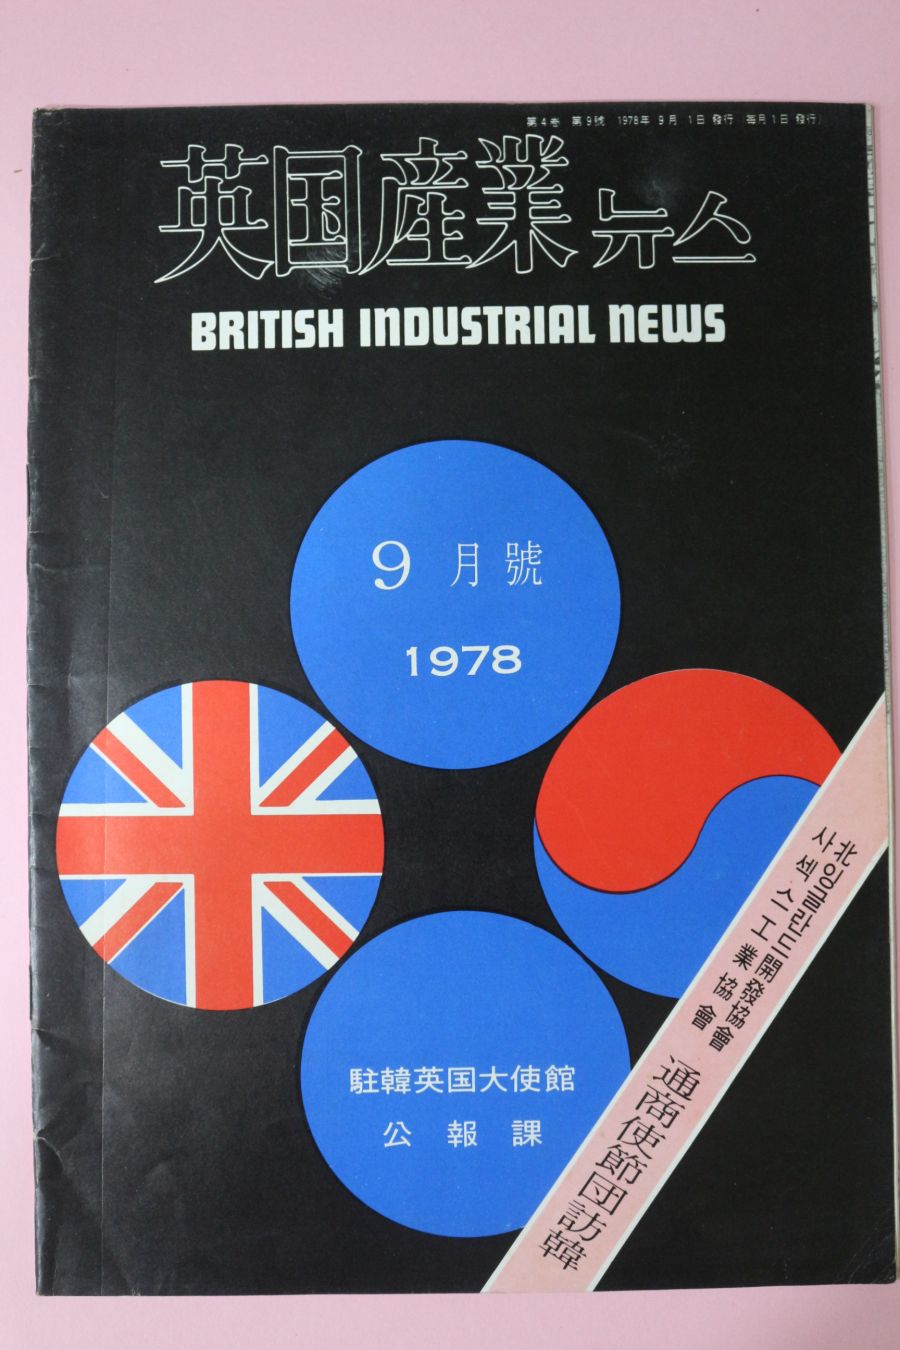 第4巻 第9號 1978年 9月 1日 發行 (每月1日 發行)
英国産業 뉴스
BRITISH INDUSTRIAL NEWS
9 月 號
1978
駐韓英国大使館
公報課
北잉글란드開發協會
사섹스工業協會
通商使節団訪韓